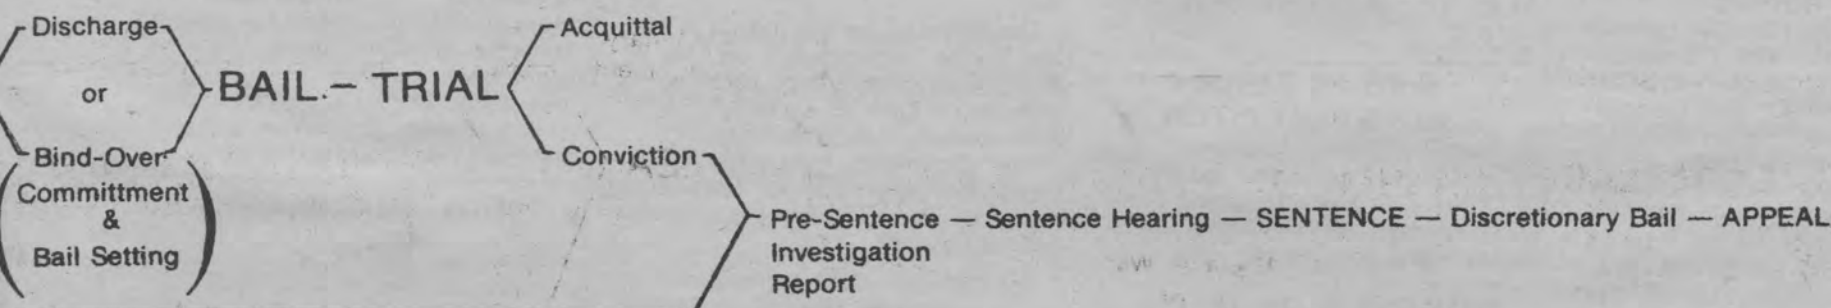 Discharge
or
Bind-Over
Committment
&
Bail Setting
BAIL - TRIAL
Acquittal
Conviction
Pre-Sentence — Sentence Hearing — SENTENCE — Discretionary Bail — APPEAL
Investigation
Report